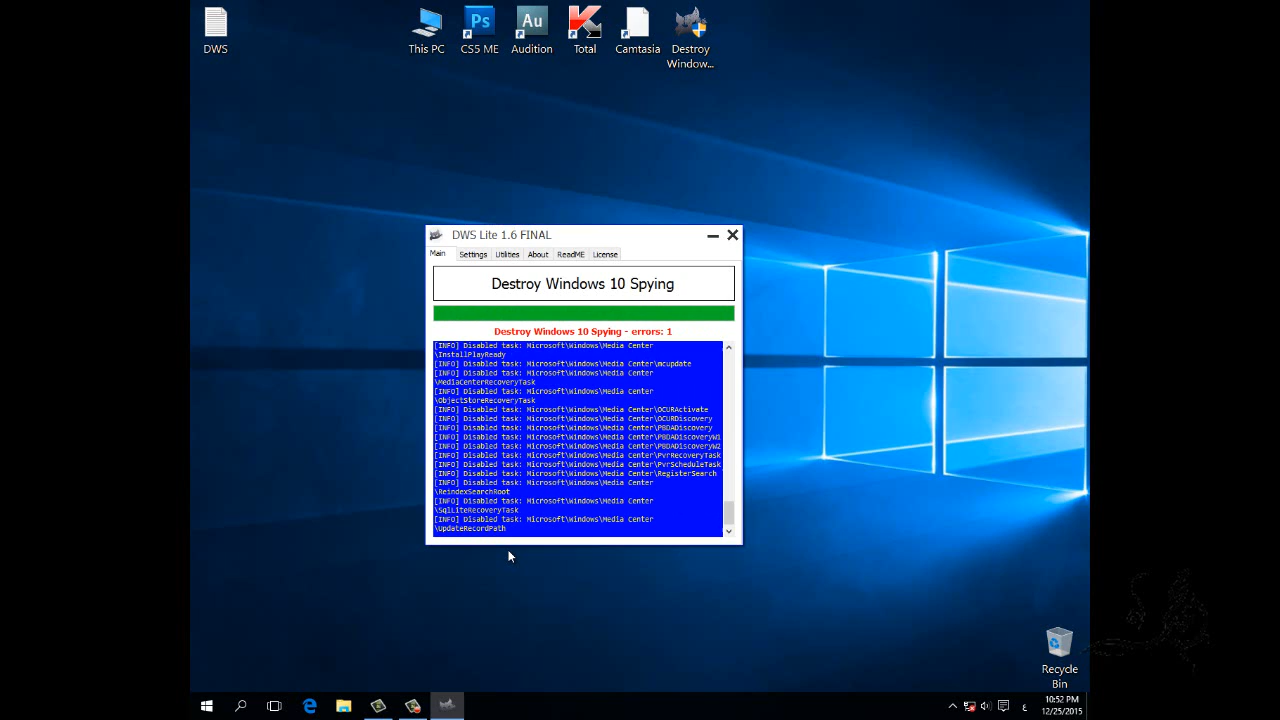 DWS
This PC
CS5 ME
Audition
Total
Camtasia
Destroy
Window...
Ps
Au
DWS Lite 1.6 FINAL
Main Settings Utilities About ReadME License
Destroy Windows 10 Spying
Destroy Windows 10 Spying - errors: 1
[INFO] Disabled task: Microsoft\Windows\Media Center
\InstallPlayReady
[INFO] Disabled task: Microsoft\Windows\Media Center\mcupdate
[INFO] Disabled task: Microsoft\Windows\Media Center
\MediaCenterRecoveryTask
[INFO] Disabled task: Microsoft\Windows\Media Center
\ObjectStoreRecoveryTask
[INFO] Disabled task: Microsoft\Windows\Media Center\OCURActivate
[INFO] Disabled task: Microsoft\Windows\Media Center\OCURDiscovery
[INFO] Disabled task: Microsoft\Windows\Media Center\PBDADiscovery
[INFO] Disabled task: Microsoft\Windows\Media Center\PBDADiscoveryW1
[INFO] Disabled task: Microsoft\Windows\Media Center\PBDADiscoveryW2
[INFO] Disabled task: Microsoft\Windows\Media Center\PvrRecoveryTask
[INFO] Disabled task: Microsoft\Windows\Media Center\PvrScheduleTask
[INFO] Disabled task: Microsoft\Windows\Media Center\RegisterSearch
[INFO] Disabled task: Microsoft\Windows\Media Center
\ReindexSearchRoot
[INFO] Disabled task: Microsoft\Windows\Media Center
\SqlLiteRecoveryTask
[INFO] Disabled task: Microsoft\Windows\Media Center
\UpdateRecordPath
Recycle
Bin
ع
10:52 PM
12/25/2015